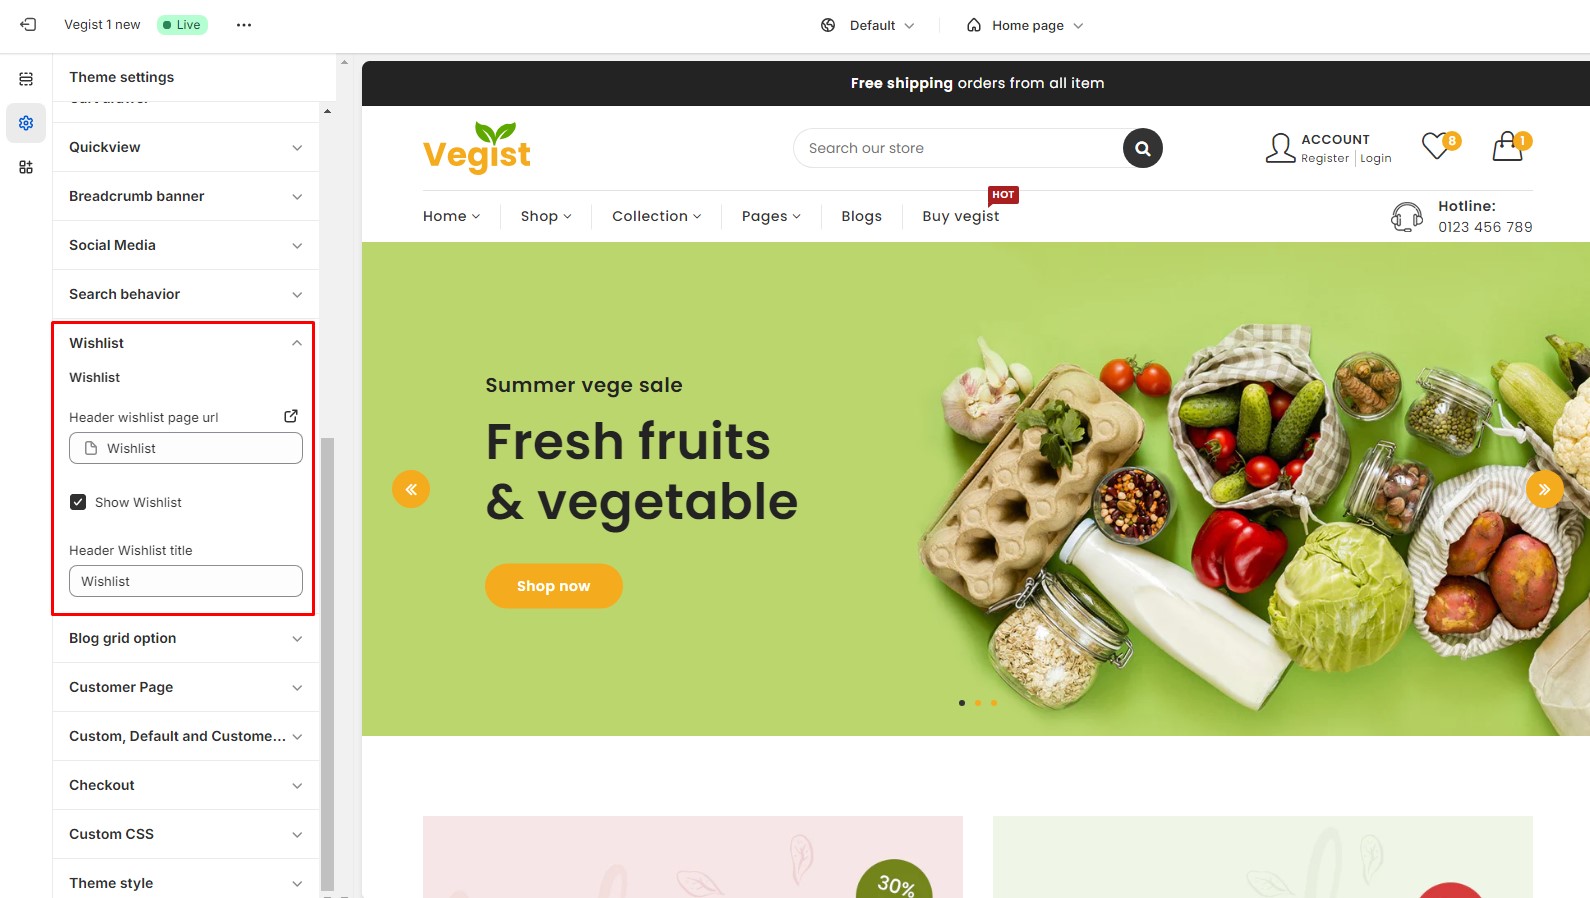 Vegist 1 new
Live
Default
Home page
Theme settings
Cart drawer
Quickview
Breadcrumb banner
Social Media
Search behavior
Wishlist
Wishlist
Header wishlist page url
Wishlist
Show Wishlist
Header Wishlist title
Wishlist
Blog grid option
Customer Page
Custom, Default and Custome...
Checkout
Custom CSS
Theme style
Free shipping orders from all item
Vegist
Search our store
ACCOUNT
Register
Login
8
1
HOT
Home
Shop
Collection
Pages
Blogs
Buy vegist
Hotline:
0123 456 789
Summer vege sale
Fresh fruits
& vegetable
Shop now
30%